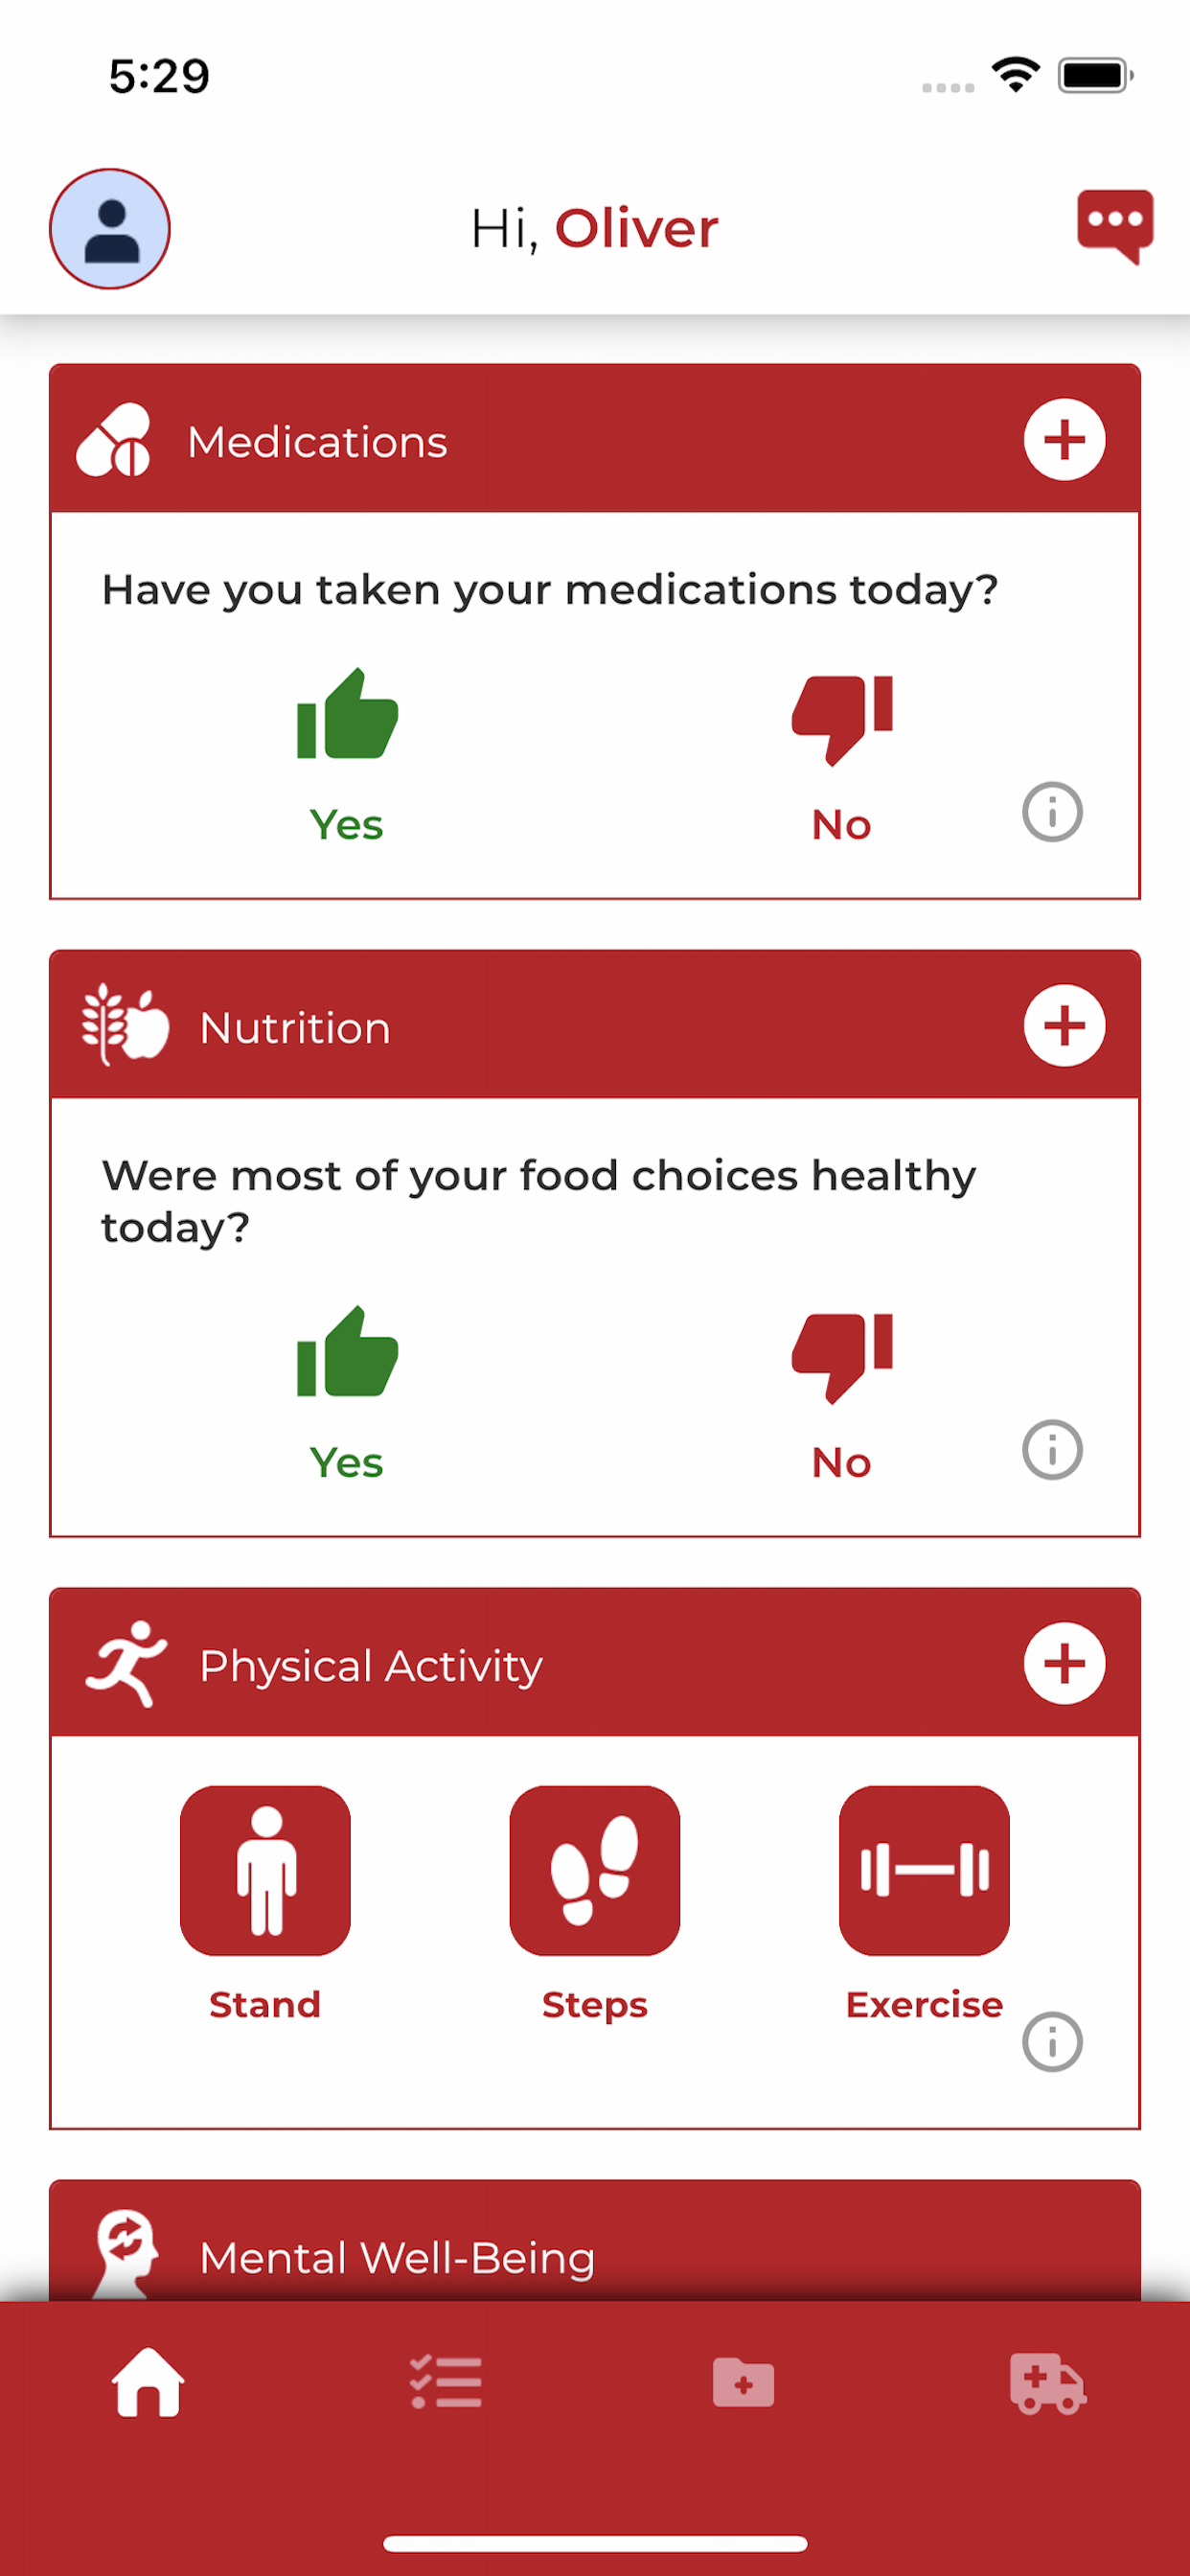 5:29
Hi, Oliver
Medications
Have you taken your medications today?
Yes
No
Nutrition
Were most of your food choices healthy
today?
Yes
No
Physical Activity
Stand
Steps
Exercise
Mental Well-Being